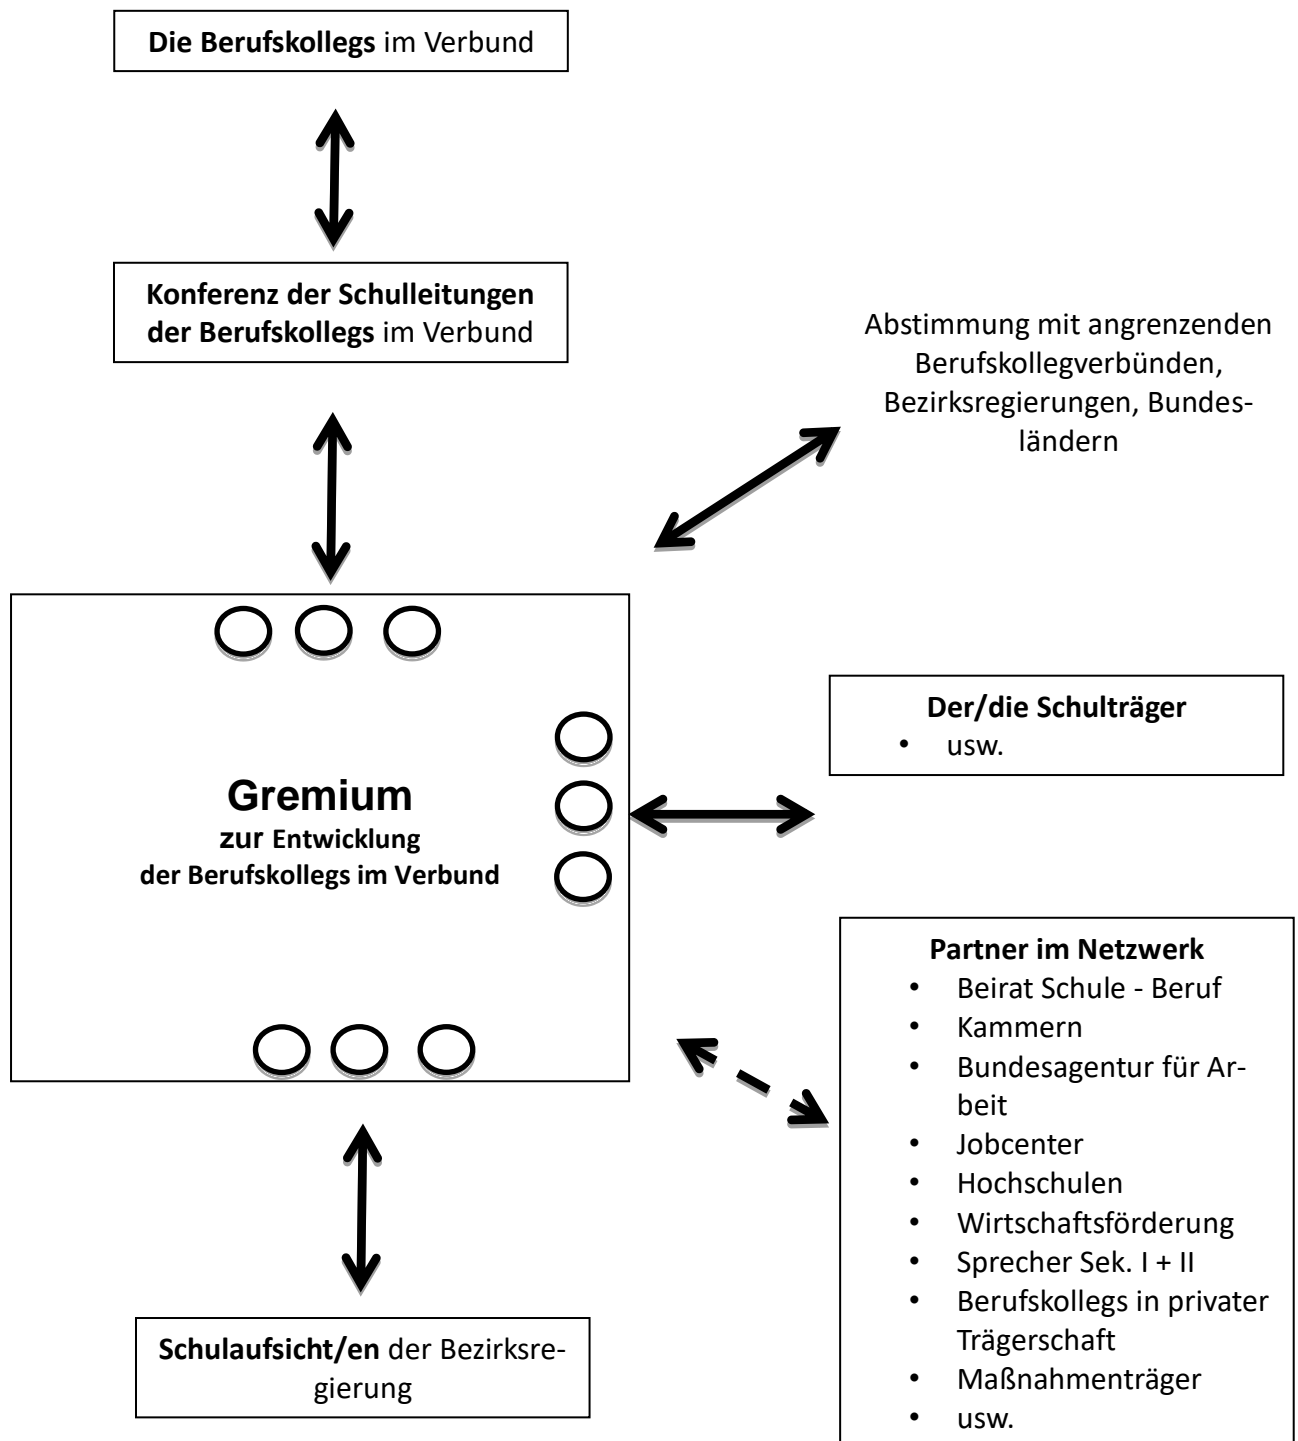 Die Berufskollegs im Verbund
Konferenz der Schulleitungen
der Berufskollegs im Verbund
Abstimmung mit angrenzenden
Berufskollegverbünden,
Bezirksregierungen, Bundes-
ländern
Gremium
zur Entwicklung
der Berufskollegs im Verbund
Der/die Schulträger
• usw.
Partner im Netzwerk
• Beirat Schule - Beruf
• Kammern
• Bundesagentur für Ar-
beit
• Jobcenter
• Hochschulen
• Wirtschaftsförderung
• Sprecher Sek. I + II
• Berufskollegs in privater
Trägerschaft
• Maßnahmenträger
• usw.
Schulaufsicht/en der Bezirksre-
gierung